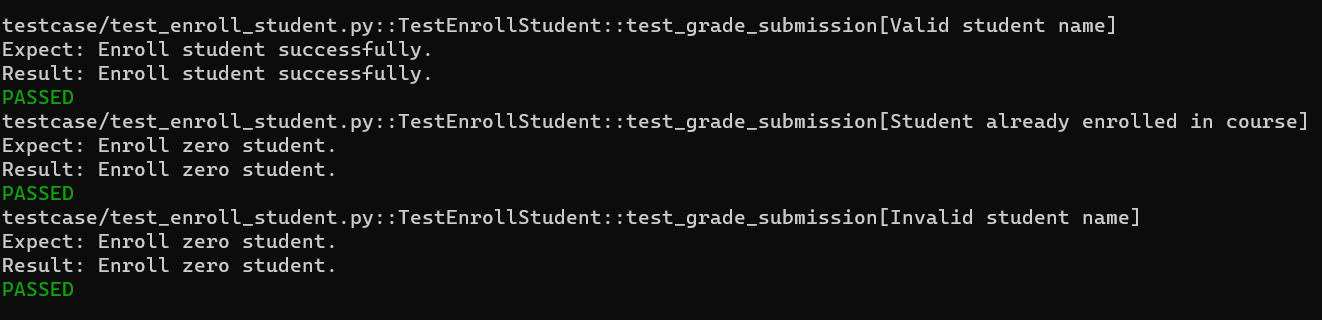 testcase/test_enroll_student.py::TestEnrollStudent::test_grade_submission[Valid student name]
Expect: Enroll student successfully.
Result: Enroll student successfully.
PASSED
testcase/test_enroll_student.py::TestEnrollStudent::test_grade_submission[Student already enrolled in course]
Expect: Enroll zero student.
Result: Enroll zero student.
PASSED
testcase/test_enroll_student.py::TestEnrollStudent::test_grade_submission[Invalid student name]
Expect: Enroll zero student.
Result: Enroll zero student.
PASSED